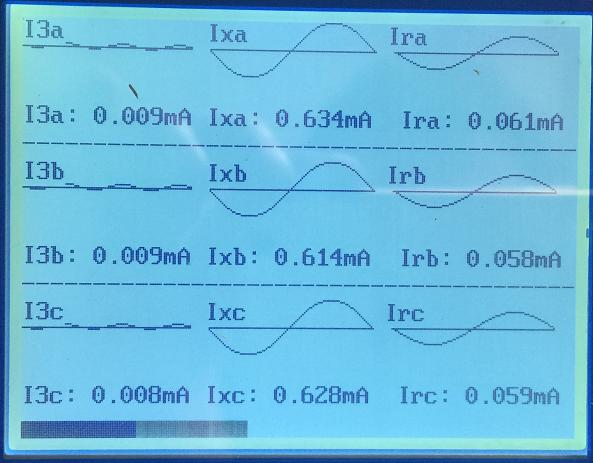 I3a Ixa Ira
I3a: 0.009mA Ixa: 0.634mA Ira: 0.061mA
I3b Ixb Irb
I3b: 0.009mA Ixb: 0.614mA Irb: 0.058mA
I3c Ixc Irc
I3c: 0.008mA Ixc: 0.628mA Irc: 0.059mA